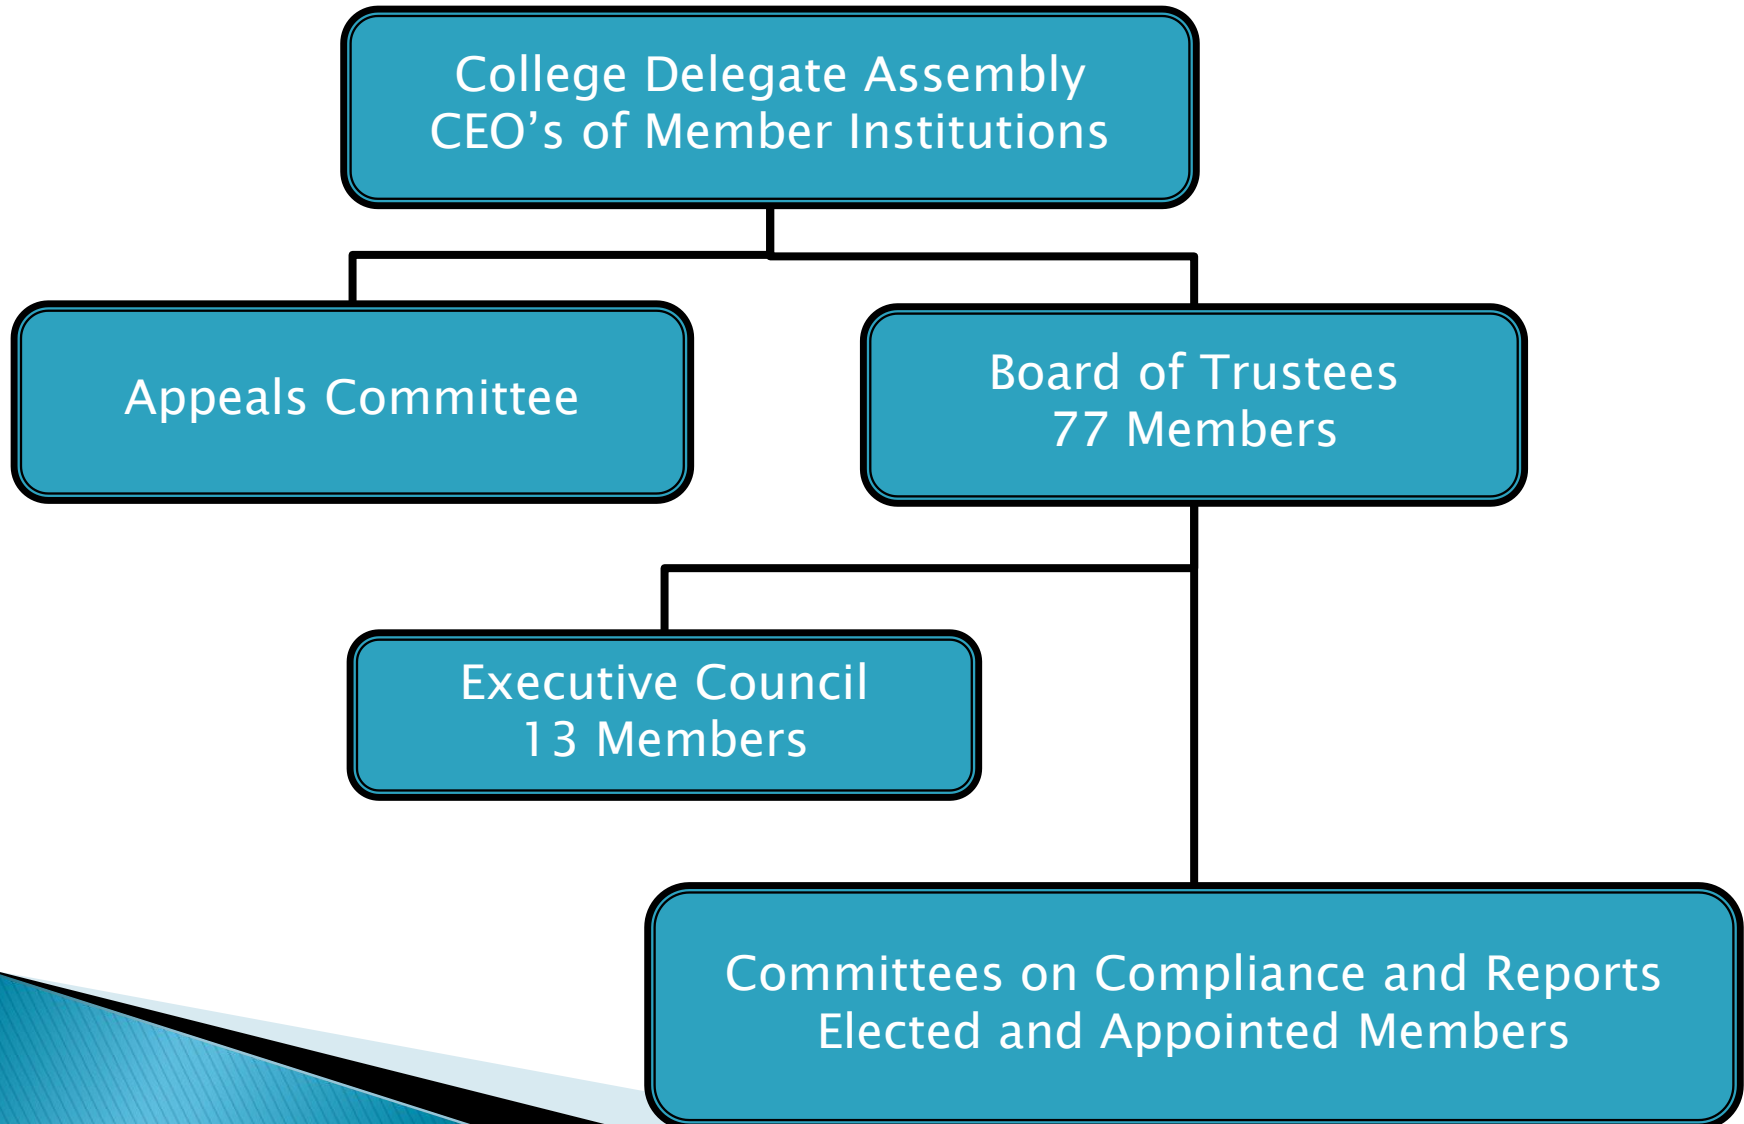 College Delegate Assembly
CEO’s of Member Institutions
Appeals Committee
Board of Trustees
77 Members
Executive Council
13 Members
Committees on Compliance and Reports
Elected and Appointed Members